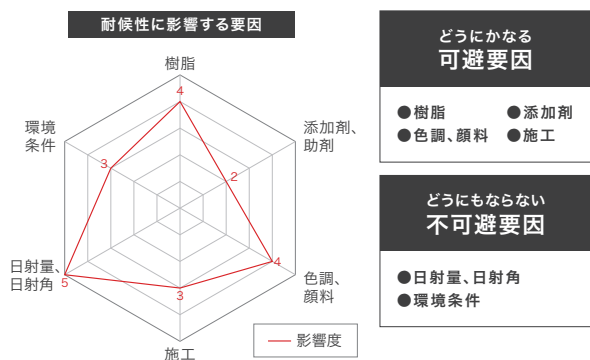 耐候性に影響する要因
樹脂
4
環境
条件
3
添加剤、
助剤
2
日射量、
日射角
5
4
色調、
顔料
3
施工
影響度
どうにかなる
可避要因
●樹脂 ●添加剤
●色調、顔料 ●施工
どうにもならない
不可避要因
●日射量、日射角
●環境条件